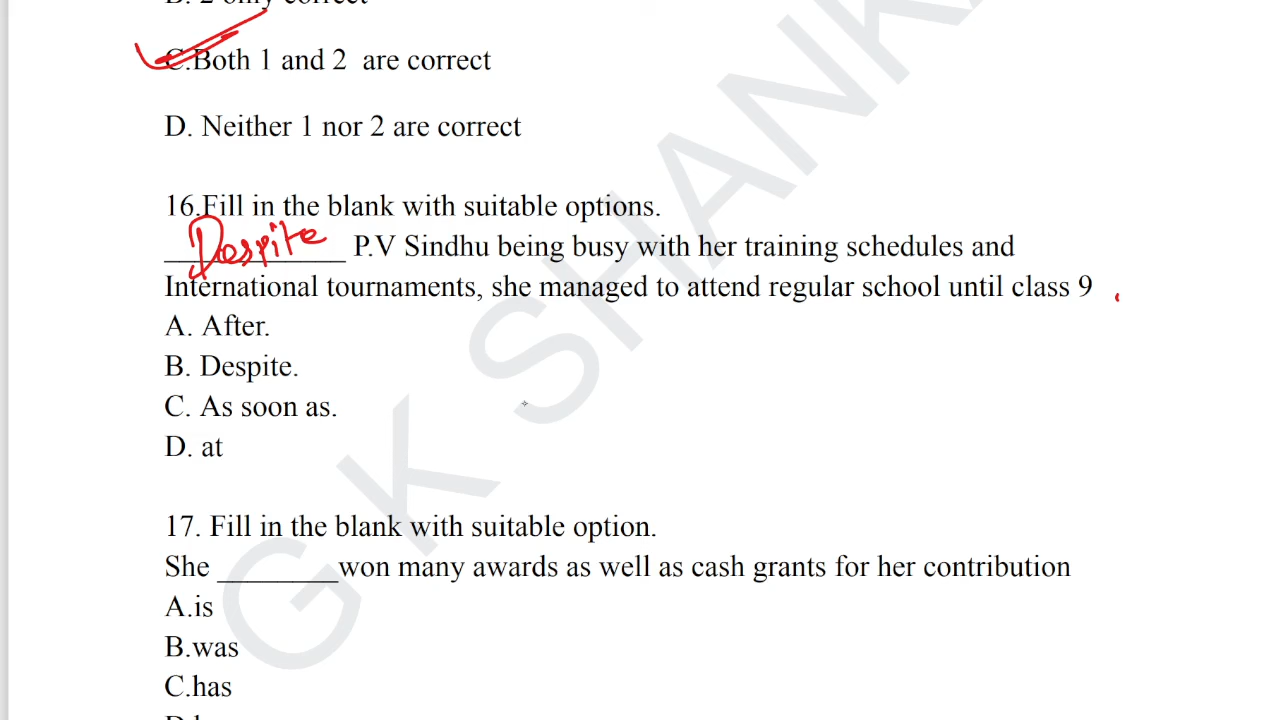 C.Both 1 and 2 are correct
D. Neither 1 nor 2 are correct
16.Fill in the blank with suitable options.
______________ Despite P.V Sindhu being busy with her training schedules and
International tournaments, she managed to attend regular school until class 9
A. After.
B. Despite.
C. As soon as.
D. at
17. Fill in the blank with suitable option.
She ________won many awards as well as cash grants for her contribution
A.is
B.was
C.has
G K SHANK